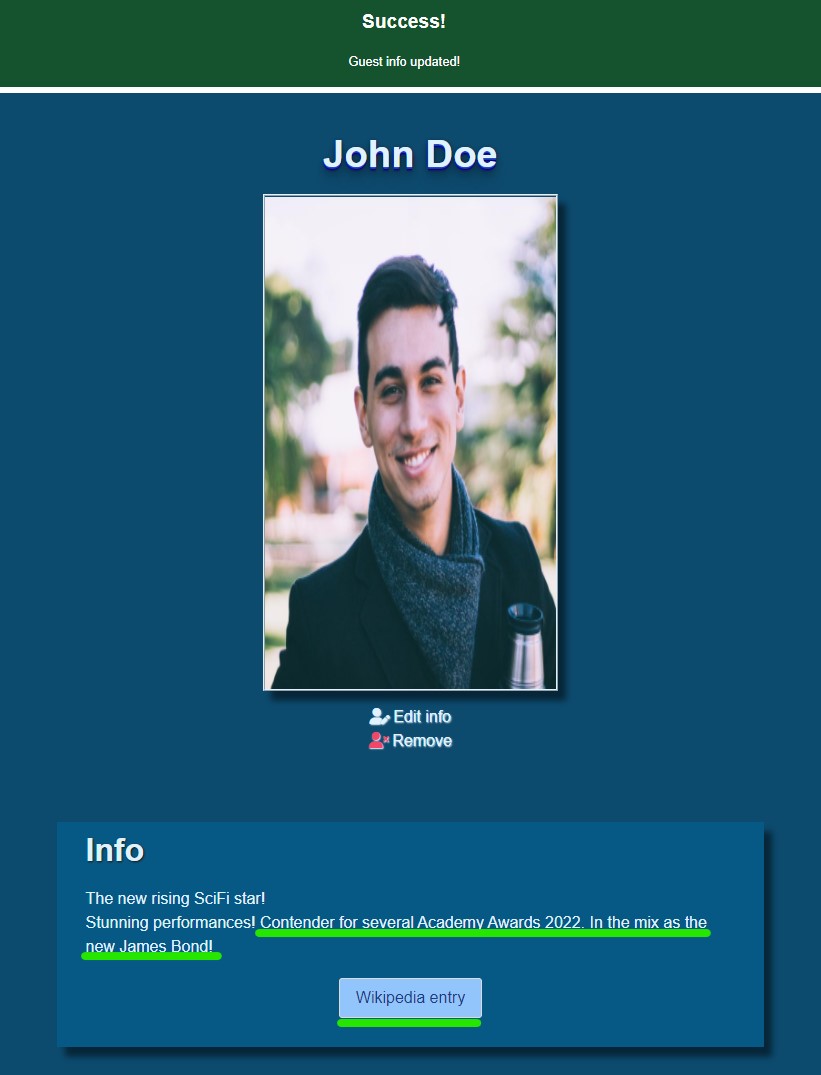 Success!
Guest info updated!
John Doe
Edit info
Remove
Info
The new rising SciFi star!
Stunning performances! Contender for several Academy Awards 2022. In the mix as the
new James Bond!
Wikipedia entry